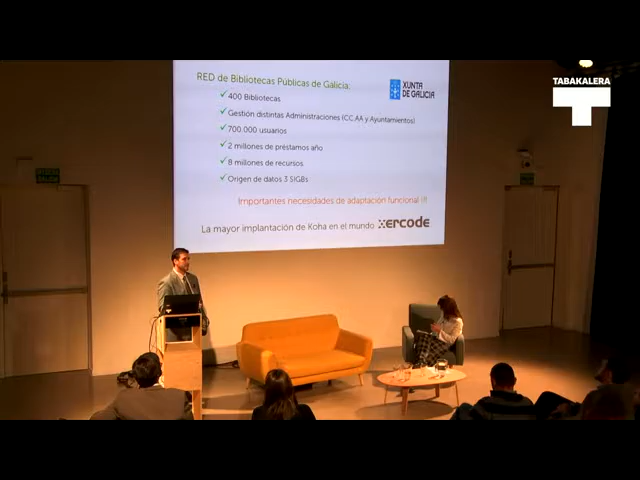 RED de Bibliotecas Públicas de Galicia:
XUNTA
DE GALICIA
✓400 Bibliotecas
✓Gestión distintas Administraciones (CC.AA y Ayuntamientos)
✓700.000 usuarios
✓2 millones de préstamos año
✓8 millones de recursos
✓Origen de datos 3 SIGBs
Importantes necesidades de adaptación funcional !!!
La mayor implantación de Koha en el mundo XERCODE
TABAKALERA
T